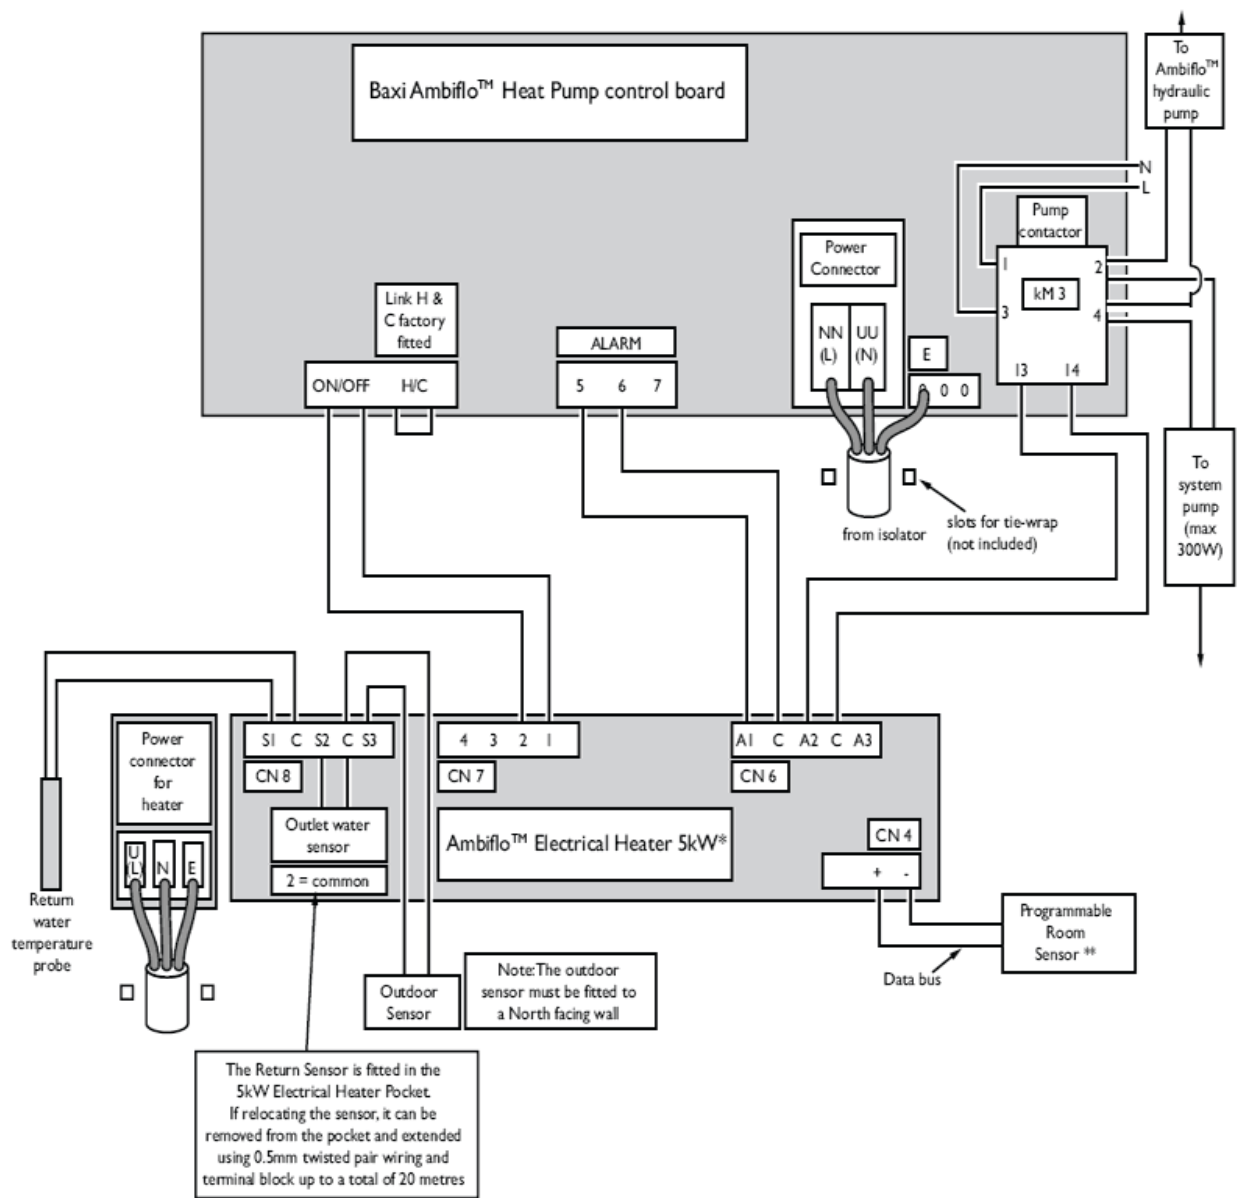 Baxi Ambiflo™ Heat Pump control board
To
Ambiflo™
hydraulic
pump
N
L
Pump
contactor
1
2
kM 3
3
4
13
14
Power
Connector
NN
(L)
UU
(N)
E
0 0 0
Link H &
C factory
fitted
ON/OFF
H/C
ALARM
5 6 7
from isolator
slots for tie-wrap
(not included)
To
system
pump
(max
300W)
Power
connector
for
heater
U
(L)
N
E
S1 C S2 C S3
CN 8
4 3 2 1
CN 7
A1 C A2 C A3
CN 6
Outlet water
sensor
2 = common
Ambiflo™ Electrical Heater 5kW*
CN 4
+ -
Return
water
temperature
probe
Programmable
Room
Sensor **
Data bus
Outdoor
Sensor
Note:The outdoor
sensor must be fitted to
a North facing wall
The Return Sensor is fitted in the
5kW Electrical Heater Pocket.
If relocating the sensor, it can be
removed from the pocket and extended
using 0.5mm twisted pair wiring and
terminal block up to a total of 20 metres